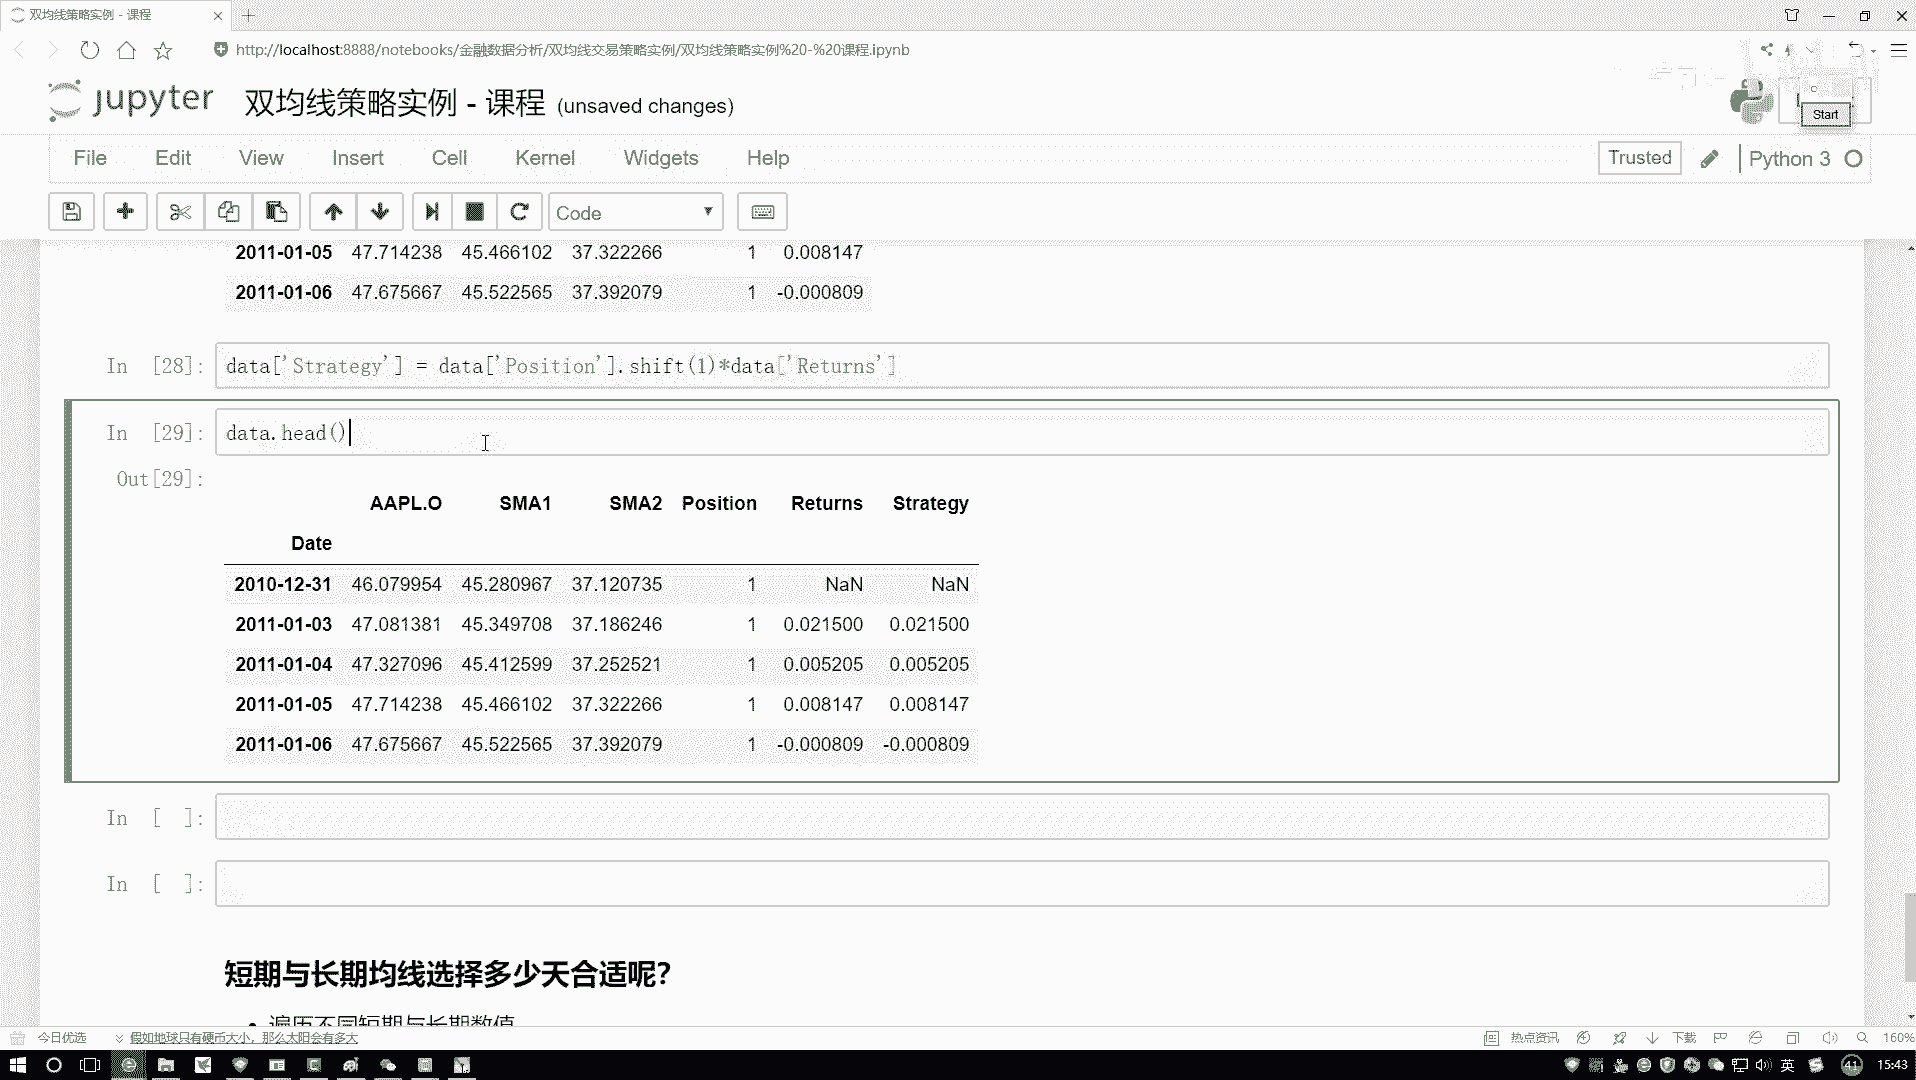 双均线策略实例 - 课程
http://localhost:8888/notebooks/金融数据分析/双均线交易策略实例/双均线策略实例%20-%20课程.ipynb
jupyter 双均线策略实例 - 课程 (unsaved changes)
Start
File Edit View Insert Cell Kernel Widgets Help Trusted Python 3
Code
2011-01-05 47.714238 45.466102 37.322266 1 0.008147
2011-01-06 47.675667 45.522565 37.392079 1 -0.000809
In [28]: data['Strategy'] = data['Position'].shift(1)*data['Returns']
In [29]: data.head()
Out[29]:
AAPL.O SMA1 SMA2 Position Returns Strategy
Date
2010-12-31 46.079954 45.280967 37.120735 1 NaN NaN
2011-01-03 47.081381 45.349708 37.186246 1 0.021500 0.021500
2011-01-04 47.327096 45.412599 37.252521 1 0.005205 0.005205
2011-01-05 47.714238 45.466102 37.322266 1 0.008147 0.008147
2011-01-06 47.675667 45.522565 37.392079 1 -0.000809 -0.000809
In [ ]:
In [ ]:
短期与长期均线选择多少天合适呢?
遍历不同短期与长期数值
今日优选 假如地球只有硬币大小，那么太阳会有多大 热点资讯 下载 160%
英 41 15:43